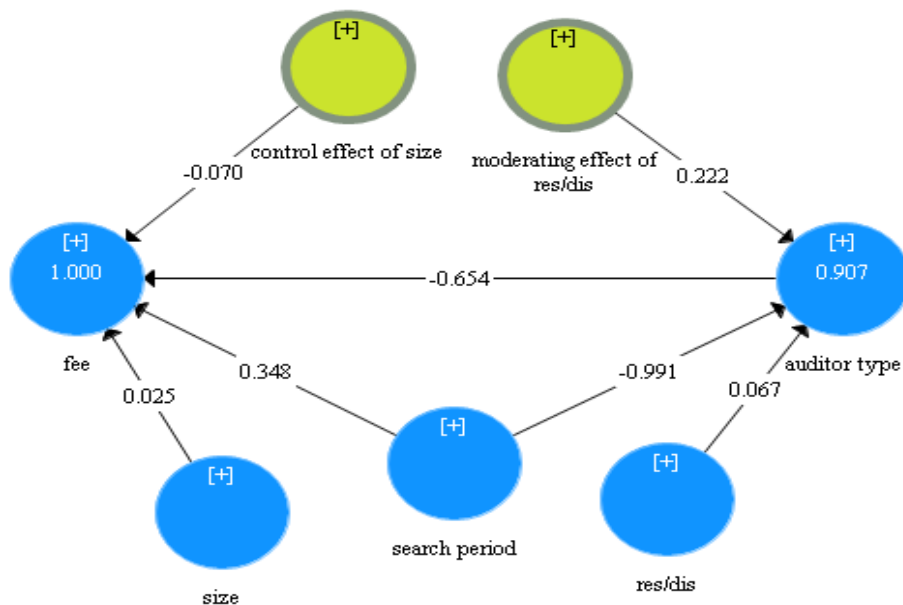 [+]
[+]
control effect of size
moderating effect of
res/dis
-0.070
0.222
[+]
1.000
[+]
0.907
-0.654
fee
auditor type
0.348
-0.991
0.025
0.067
[+]
[+]
[+]
search period
size
res/dis